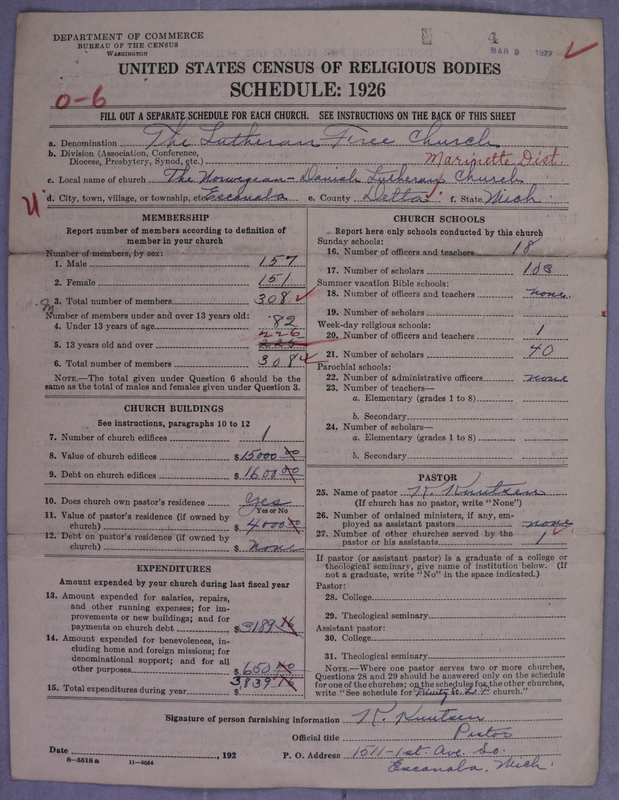 DEPARTMENT OF COMMERCE
BUREAU OF THE CENSUS
WASHINGTON
4
MAR 9 1927
UNITED STATES CENSUS OF RELIGIOUS BODIES
SCHEDULE: 1926
0-6
FILL OUT A SEPARATE SCHEDULE FOR EACH CHURCH. SEE INSTRUCTIONS ON THE BACK OF THIS SHEET
a. Denomination The Lutheran Free Church
b. Division (Association, Conference,
Diocese, Presbytery, Synod, etc.) Marinette Dist.
c. Local name of church The Norwegian-Danish Lutheran Church
d. City, town, village, or township, etc. Escanaba e. County Delta f. State Mich.
MEMBERSHIP
Report number of members according to definition of
member in your church
Number of members, by sex:
1. Male 157
2. Female 151
3. Total number of members 308
Number of members under and over 13 years old:
4. Under 13 years of age 82
5. 13 years old and over 226
6. Total number of members 308
NOTE.—The total given under Question 6 should be the
same as the total of males and females given under Question 3.
CHURCH BUILDINGS
See instructions, paragraphs 10 to 12
7. Number of church edifices 1
8. Value of church edifices $15000.00
9. Debt on church edifices $1600.00
10. Does church own pastor's residence Yes
Yes or No
11. Value of pastor's residence (if owned by
church) $4000.00
12. Debt on pastor's residence (if owned by
church) $None
EXPENDITURES
Amount expended by your church during last fiscal year
13. Amount expended for salaries, repairs,
and other running expenses; for im-
provements or new buildings; and for
payments on church debt $3189.16
14. Amount expended for benevolences, in-
cluding home and foreign missions; for
denominational support; and for all
other purposes $650.00
15. Total expenditures during year $3839.16
CHURCH SCHOOLS
Report here only schools conducted by this church
Sunday schools:
16. Number of officers and teachers 18
17. Number of scholars 103
Summer vacation Bible schools:
18. Number of officers and teachers none
19. Number of scholars
Week-day religious schools:
20. Number of officers and teachers 1
21. Number of scholars 40
Parochial schools:
22. Number of administrative officers none
23. Number of teachers—
a. Elementary (grades 1 to 8)
b. Secondary
24. Number of scholars—
a. Elementary (grades 1 to 8)
b. Secondary
PASTOR
25. Name of pastor K. Knutsen
(If church has no pastor, write "None")
26. Number of ordained ministers, if any, em-
ployed as assistant pastors none
27. Number of other churches served by the
pastor or his assistants 1
If pastor (or assistant pastor) is a graduate of a college or
theological seminary, give name of institution below. (If
not a graduate, write "No" in the space indicated.)
Pastor:
28. College
29. Theological seminary
Assistant pastor:
30. College
31. Theological seminary
NOTE.—Where one pastor serves two or more churches,
Questions 28 and 29 should be answered only on the schedule
for one of the churches; on the schedules for the other churches,
write "See schedule for church."
Signature of person furnishing information K. Knutsen
Official title Pastor
Date , 192 P. O. Address 1511-1st. Ave. So.
8-5518a 11-8054 Escanaba, Mich.